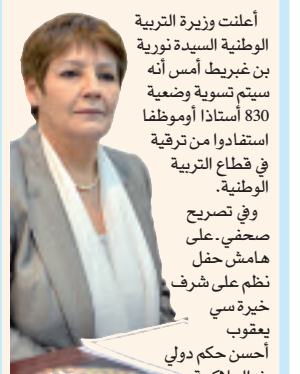 أعلنت وزيرة التربية
الوطنية السيدة نورية
بن غبريط أمس أنه
سيتم تسوية وضعية
830 أستاذا أوموظفا
استفادوا من ترقية
في قطاع التربية
الوطنية.
وفي تصريح
صحفي. على
هامش حفل
نظم على شرف
خيرة سي
يعقوب
أحسن حكم دولي